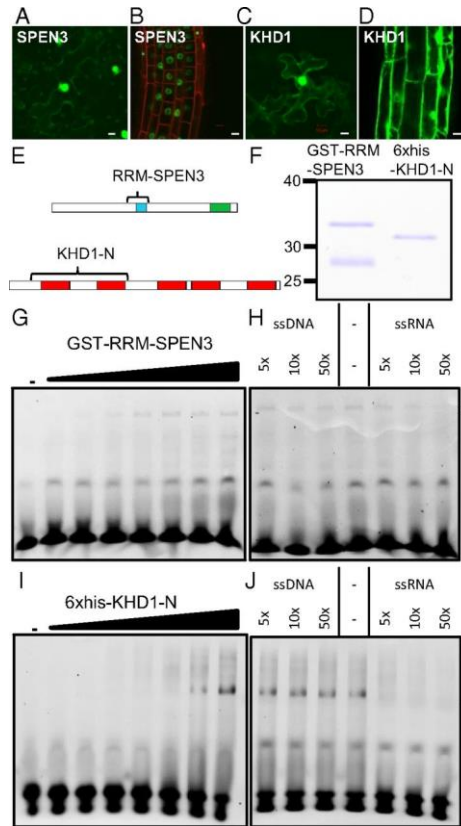 A B C D
SPEN3 SPEN3 KHD1 KHD1
E F
RRM-SPEN3
KHD1-N
GST-RRM 6xhis
-SPEN3 -KHD1-N
40
30
25
G H
GST-RRM-SPEN3
-
ssDNA - ssRNA
5x 10x 50x - 5x 10x 50x
I J
6xhis-KHD1-N
-
ssDNA - ssRNA
5x 10x 50x - 5x 10x 50x